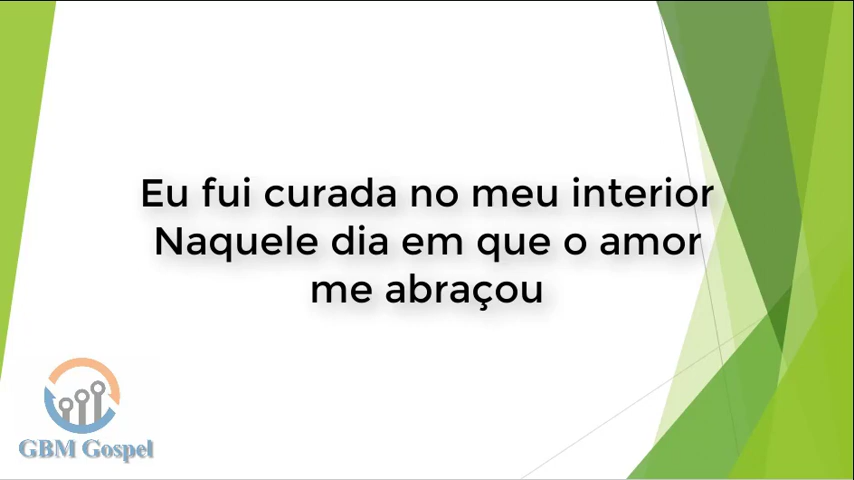 Eu fui curada no meu interior
Naquele dia em que o amor
me abraçou
GBM Gospel